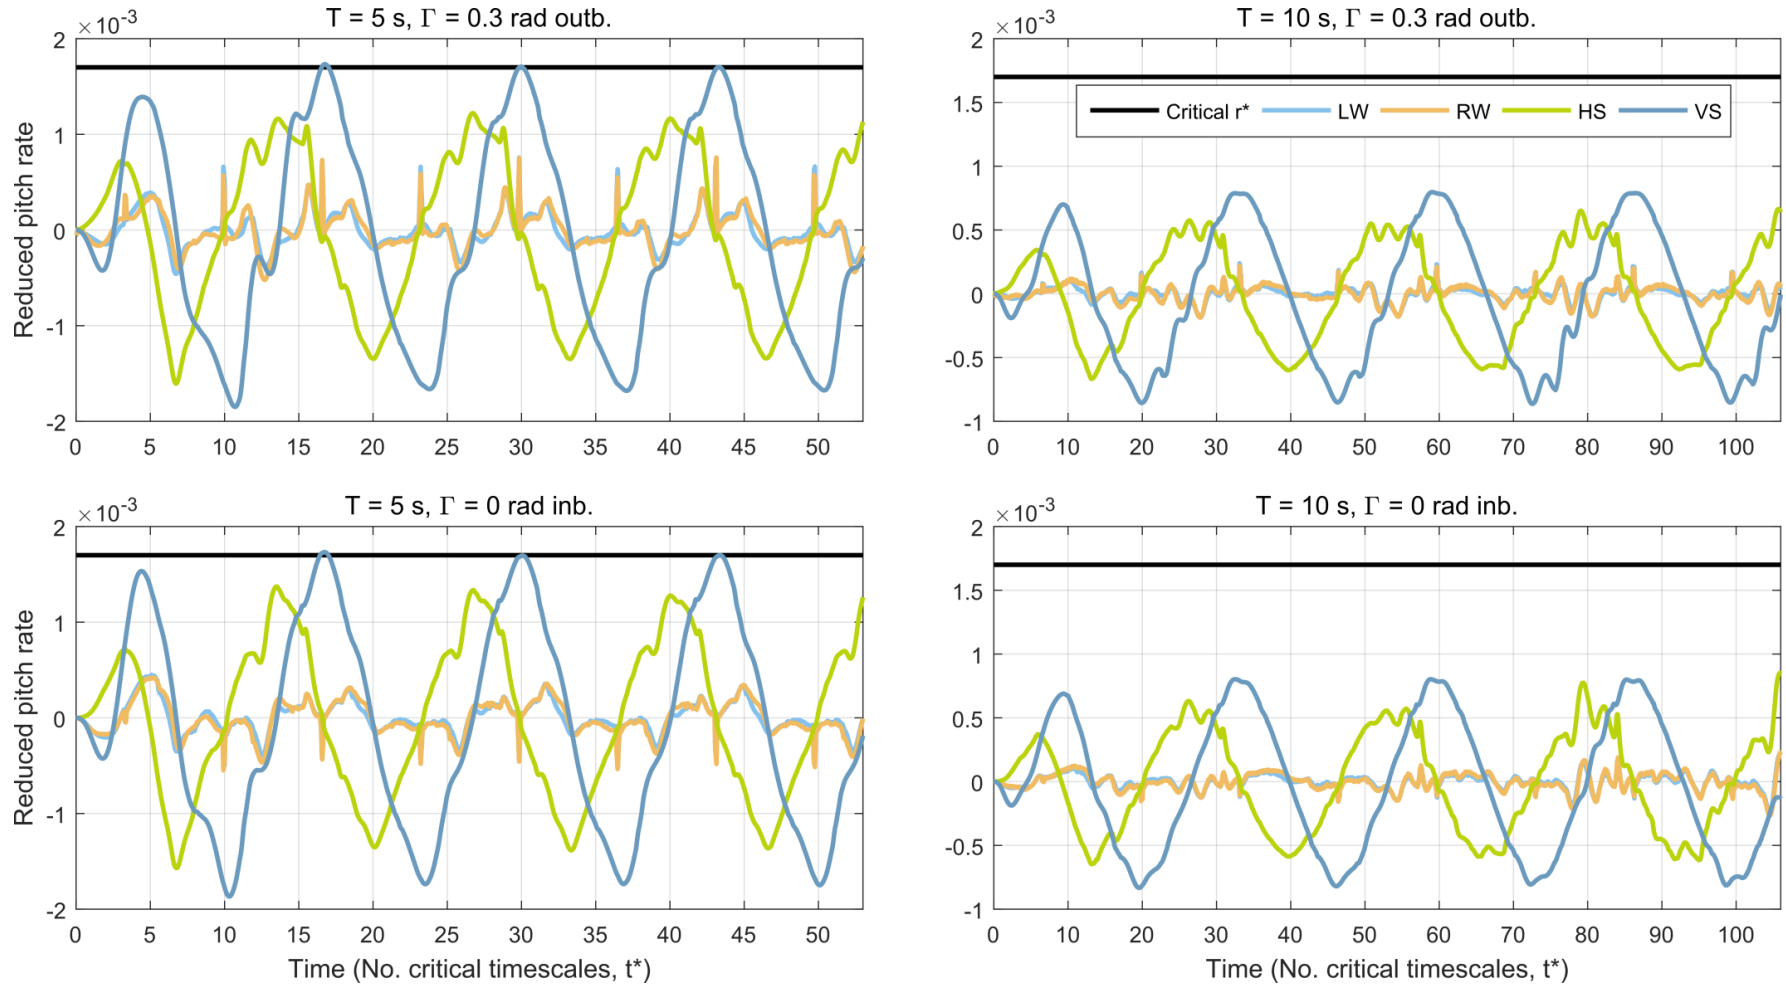 T = 5 s, Γ = 0.3 rad outb.
×10⁻³
Reduced pitch rate
2
1
0
-1
-2
0 5 10 15 20 25 30 35 40 45 50
T = 10 s, Γ = 0.3 rad outb.
×10⁻³
2
1.5
1
0.5
0
-0.5
-1
Critical r* LW RW HS VS
0 10 20 30 40 50 60 70 80 90 100
T = 5 s, Γ = 0 rad inb.
×10⁻³
Reduced pitch rate
2
1
0
-1
-2
0 5 10 15 20 25 30 35 40 45 50
Time (No. critical timescales, t*)
T = 10 s, Γ = 0 rad inb.
×10⁻³
2
1.5
1
0.5
0
-0.5
-1
0 10 20 30 40 50 60 70 80 90 100
Time (No. critical timescales, t*)